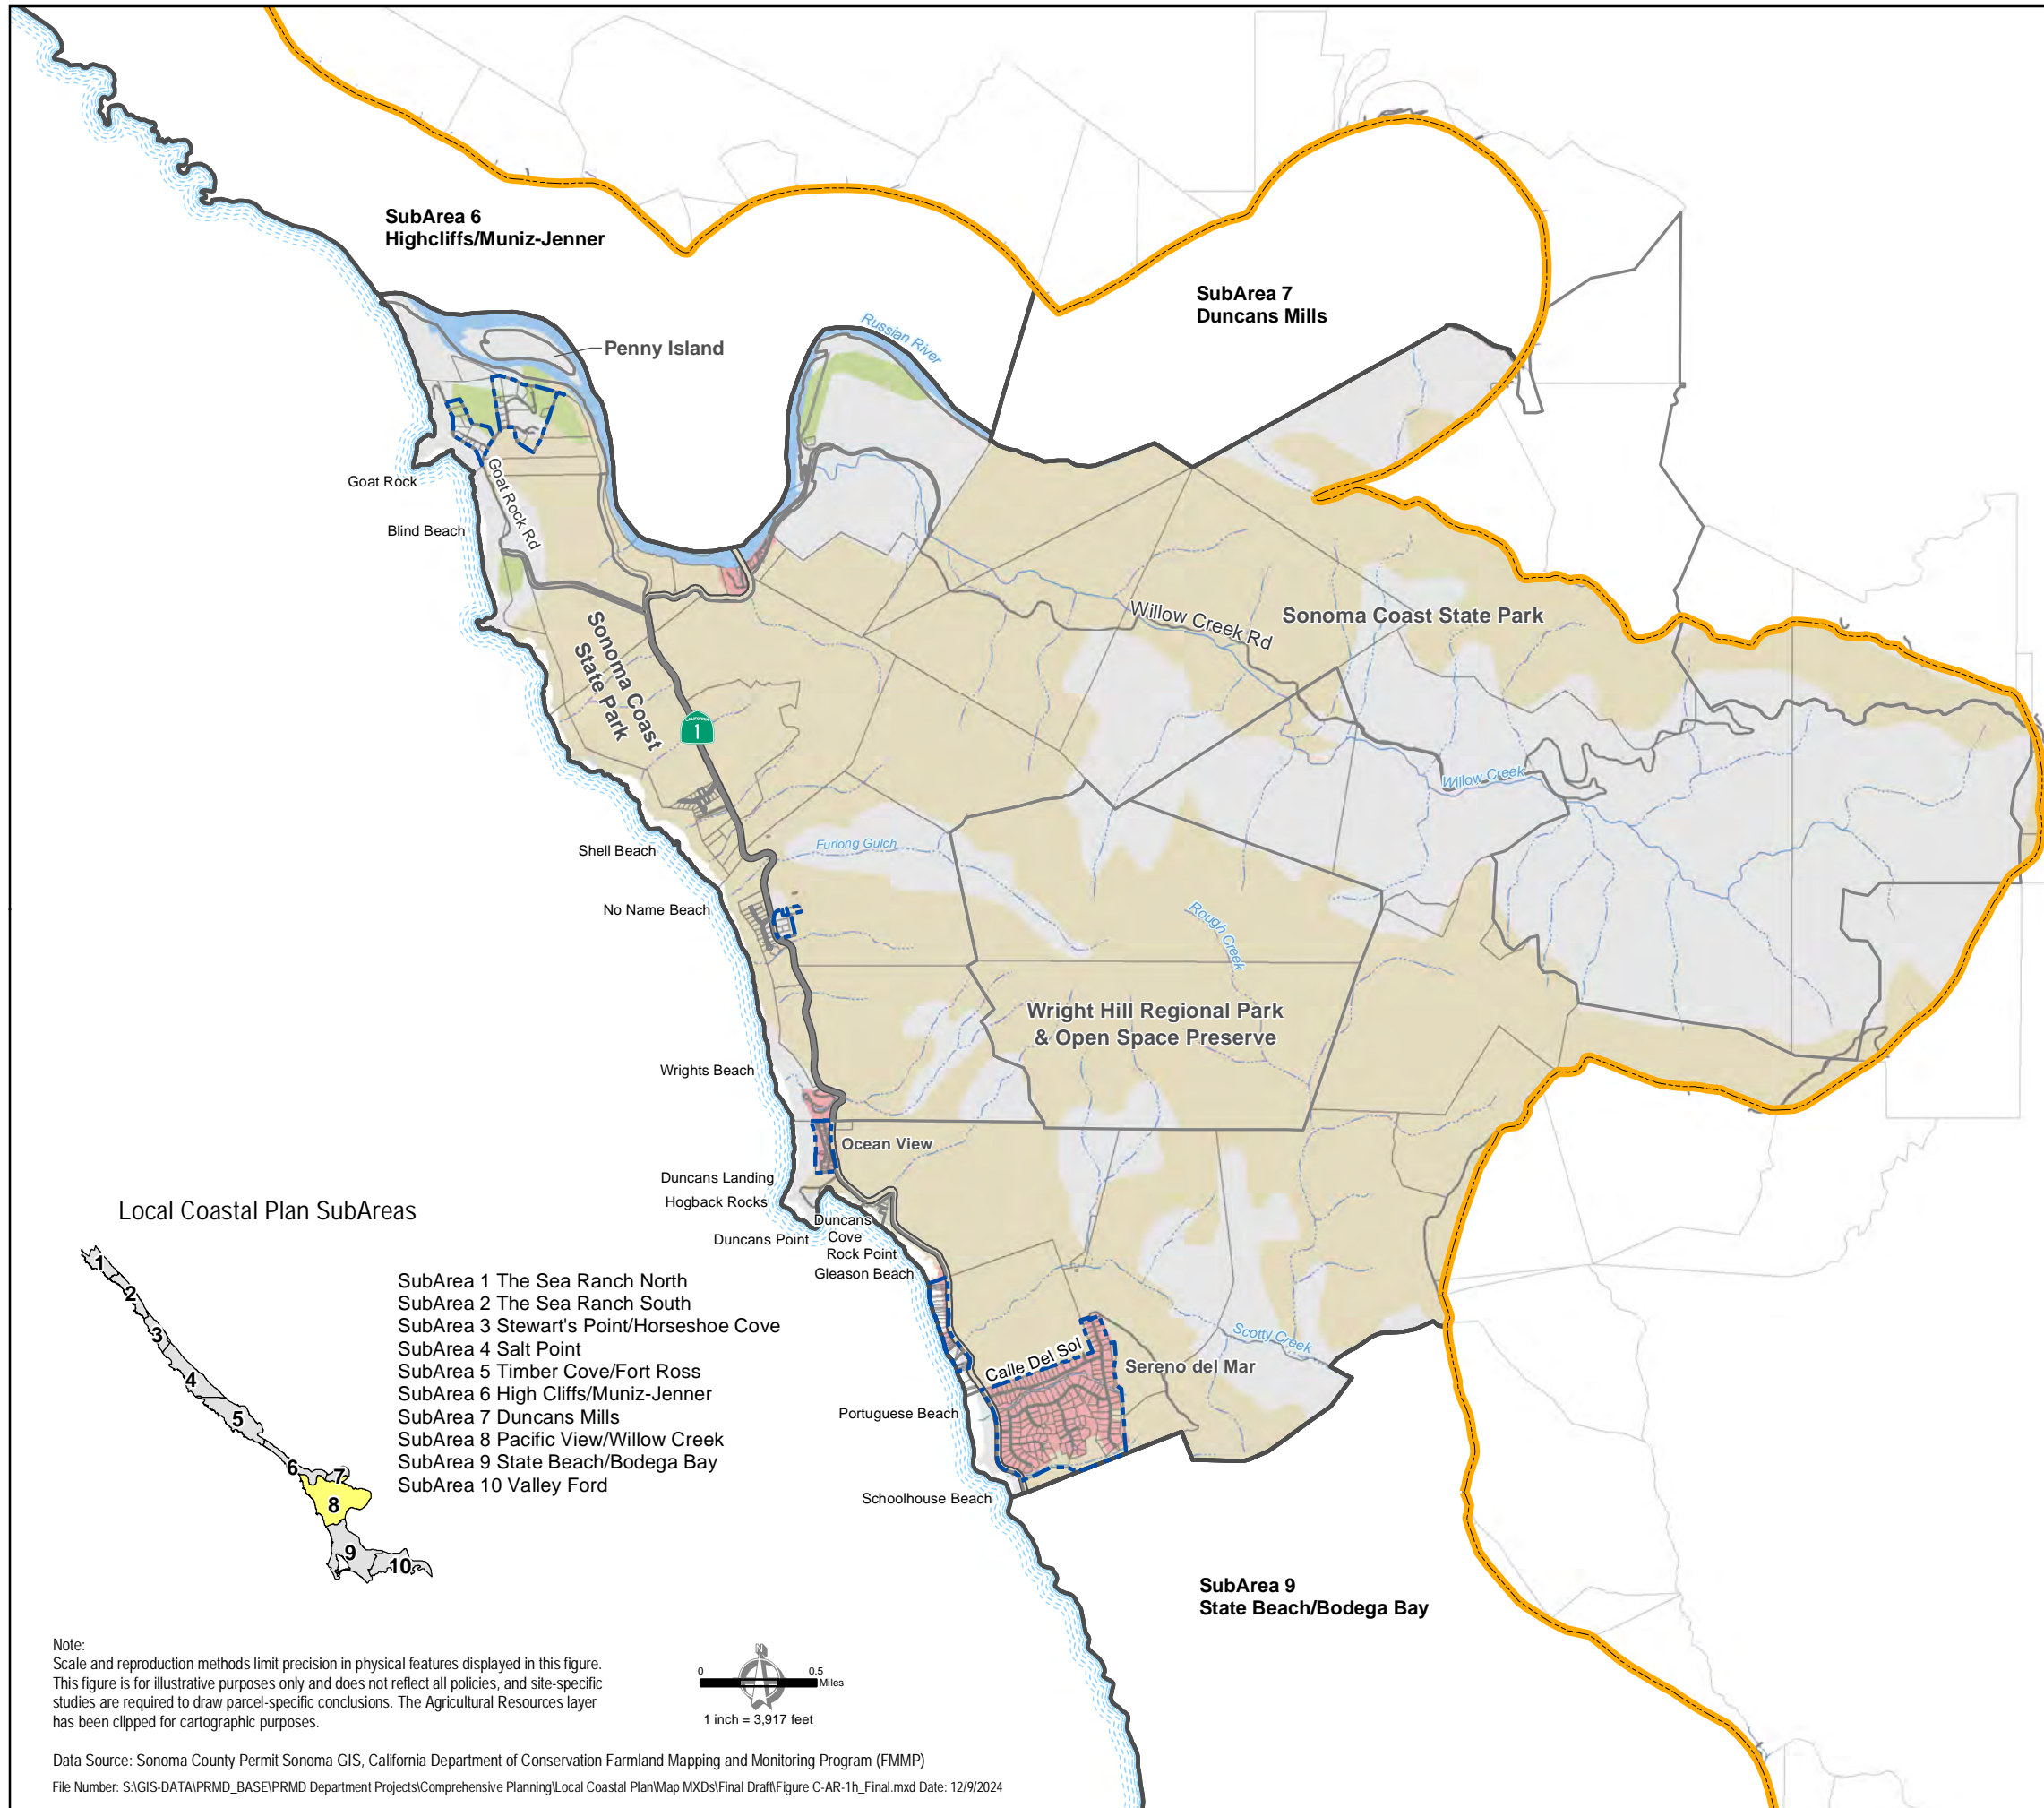 SubArea 6
Highcliffs/Muniz-Jenner
SubArea 7
Duncans Mills
Penny Island
Russian River
Goat Rock
Goat Rock Rd
Blind Beach
Sonoma Coast
State Park
CALIFORNIA
1
Willow Creek Rd
Sonoma Coast State Park
Willow Creek
Furlong Gulch
Shell Beach
No Name Beach
Rough Creek
Wright Hill Regional Park
& Open Space Preserve
Wrights Beach
Ocean View
Duncans Landing
Hogback Rocks
Duncans Point
Duncans
Cove
Rock Point
Gleason Beach
Scotty Creek
Calle Del Sol
Sereno del Mar
Portuguese Beach
Schoolhouse Beach
SubArea 9
State Beach/Bodega Bay
Local Coastal Plan SubAreas
1
2
3
4
5
6
7
8
9
10
SubArea 1 The Sea Ranch North
SubArea 2 The Sea Ranch South
SubArea 3 Stewart's Point/Horseshoe Cove
SubArea 4 Salt Point
SubArea 5 Timber Cove/Fort Ross
SubArea 6 High Cliffs/Muniz-Jenner
SubArea 7 Duncans Mills
SubArea 8 Pacific View/Willow Creek
SubArea 9 State Beach/Bodega Bay
SubArea 10 Valley Ford
Note:
Scale and reproduction methods limit precision in physical features displayed in this figure.
This figure is for illustrative purposes only and does not reflect all policies, and site-specific
studies are required to draw parcel-specific conclusions. The Agricultural Resources layer
has been clipped for cartographic purposes.
N
0 0.5
Miles
1 inch = 3,917 feet
Data Source: Sonoma County Permit Sonoma GIS, California Department of Conservation Farmland Mapping and Monitoring Program (FMMP)
File Number: S:\GIS-DATA\PRMD_BASE\PRMD Department Projects\Comprehensive Planning\Local Coastal Plan\Map MXDs\Final Draft\Figure C-AR-1h_Final.mxd Date: 12/9/2024